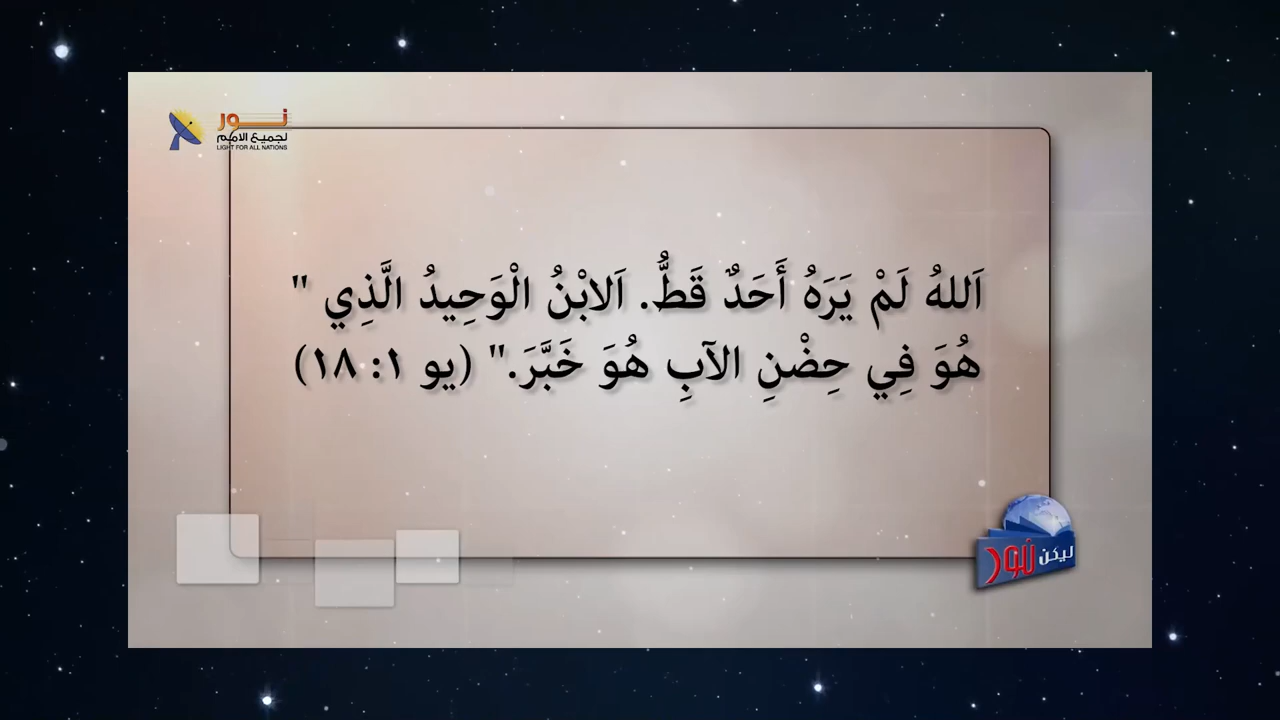 نور
لجميع الامم
LIGHT FOR ALL NATIONS
اَللهُ لَمْ يَرَهُ أَحَدٌ قَطُّ. اَلابْنُ الْوَحِيدُ الَّذِي "
هُوَ فِي حِضْنِ الآبِ هُوَ خَبَّرَ." (يو ١: ١٨)
ليكن نور